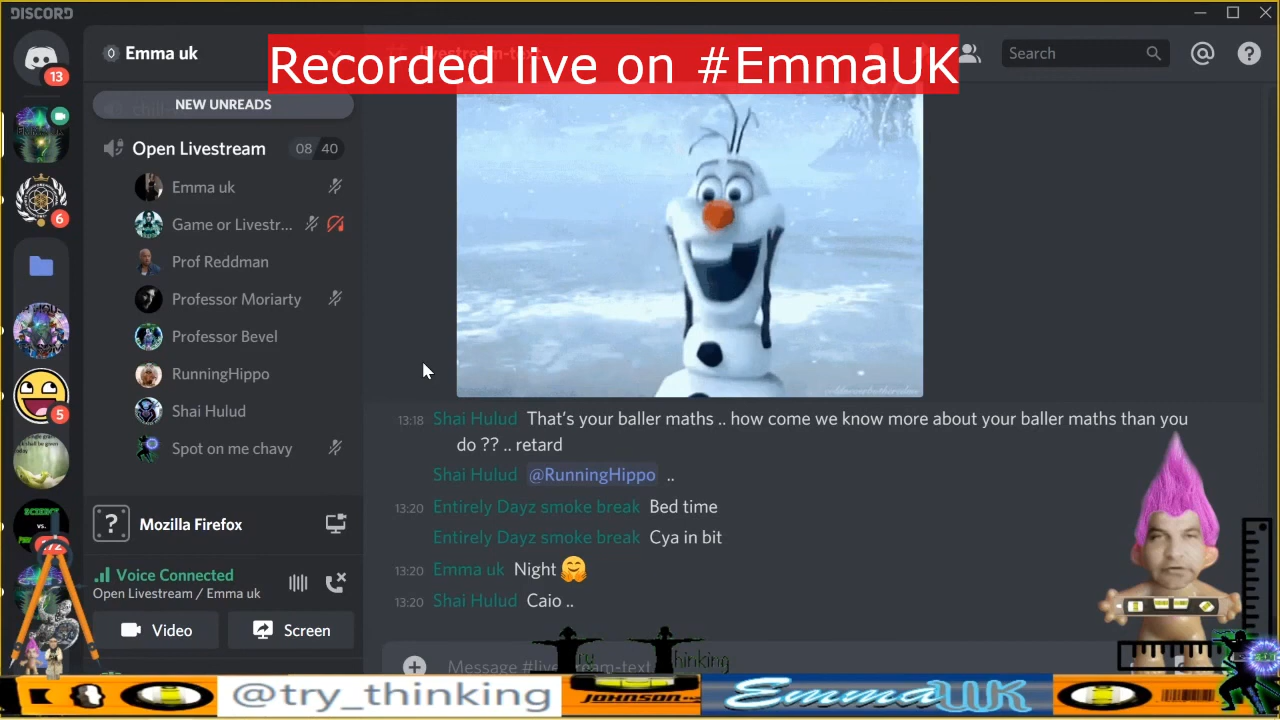 DISCORD
Emma uk
Recorded live on #EmmaUK
Search
13
NEW UNREADS
Open Livestream 08 40
Emma uk
Game or Livestr...
6
Prof Reddman
Professor Moriarty
Professor Bevel
RunningHippo
Shai Hulud
5
Spot on me chavy
13:18 Shai Hulud That's your baller maths .. how come we know more about your baller maths than you
do ?? .. retard
Shai Hulud @RunningHippo ..
13:20 Entirely Dayz smoke break Bed time
Entirely Dayz smoke break Cya in bit
13:20 Emma uk Night 🤗
13:20 Shai Hulud Caio ..
Mozilla Firefox
Voice Connected
Open Livestream / Emma uk
Video
Screen
Message #livestream-text
@try_thinking
JOHNSON
EmmaUK